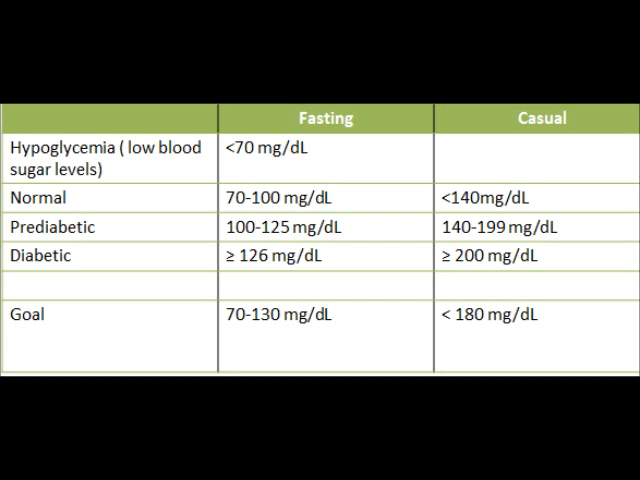 Fasting Casual
Hypoglycemia ( low blood <70 mg/dL
sugar levels)
Normal 70-100 mg/dL <140mg/dL
Prediabetic 100-125 mg/dL 140-199 mg/dL
Diabetic ≥ 126 mg/dL ≥ 200 mg/dL
Goal 70-130 mg/dL < 180 mg/dL